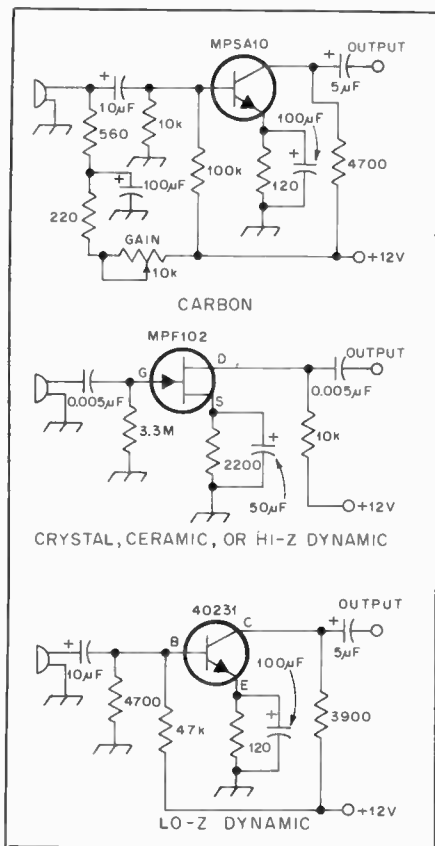 MPSA10
OUTPUT
+
10µF
+
5µF
560
10k
100µF
+
100k
+
100µF
120
4700
220
GAIN
10k
+12V
CARBON
MPF102
G
D
S
OUTPUT
0.005µF
0.005µF
3.3M
2200
+
50µF
10k
+12V
CRYSTAL, CERAMIC, OR HI-Z DYNAMIC
40231
B
C
E
OUTPUT
+
10µF
+
5µF
100µF
+
4700
47k
120
3900
+12V
LO-Z DYNAMIC